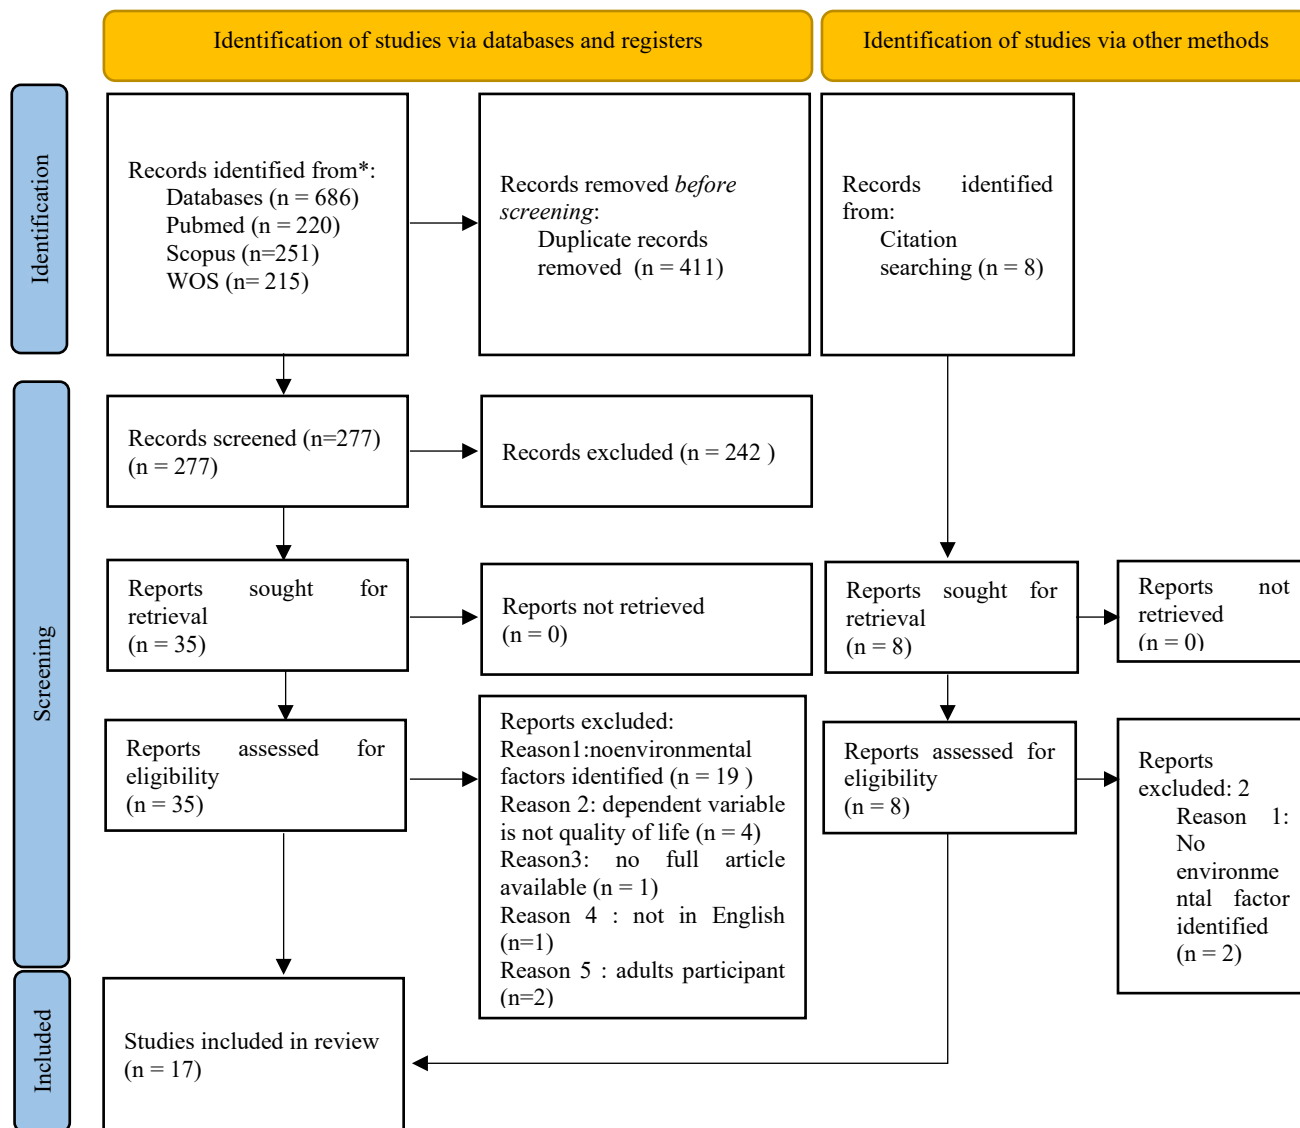 Identification of studies via databases and registers
Identification of studies via other methods
Identification
Records identified from*:
Databases (n = 686)
Pubmed (n = 220)
Scopus (n=251)
WOS (n= 215)
Records removed before
screening:
Duplicate records
removed (n = 411)
Records identified
from:
Citation
searching (n = 8)
Screening
Records screened (n=277)
(n = 277)
Records excluded (n = 242 )
Reports sought for
retrieval
(n = 35)
Reports not retrieved
(n = 0)
Reports sought for
retrieval
(n = 8)
Reports not
retrieved
(n = 0)
Reports assessed for
eligibility
(n = 35)
Reports excluded:
Reason1:noenvironmental
factors identified (n = 19 )
Reason 2: dependent variable
is not quality of life (n = 4)
Reason3: no full article
available (n = 1)
Reason 4 : not in English
(n=1)
Reason 5 : adults participant
(n=2)
Reports assessed for
eligibility
(n = 8)
Reports
excluded: 2
Reason 1:
No
environme
ntal factor
identified
(n = 2)
Included
Studies included in review
(n = 17)